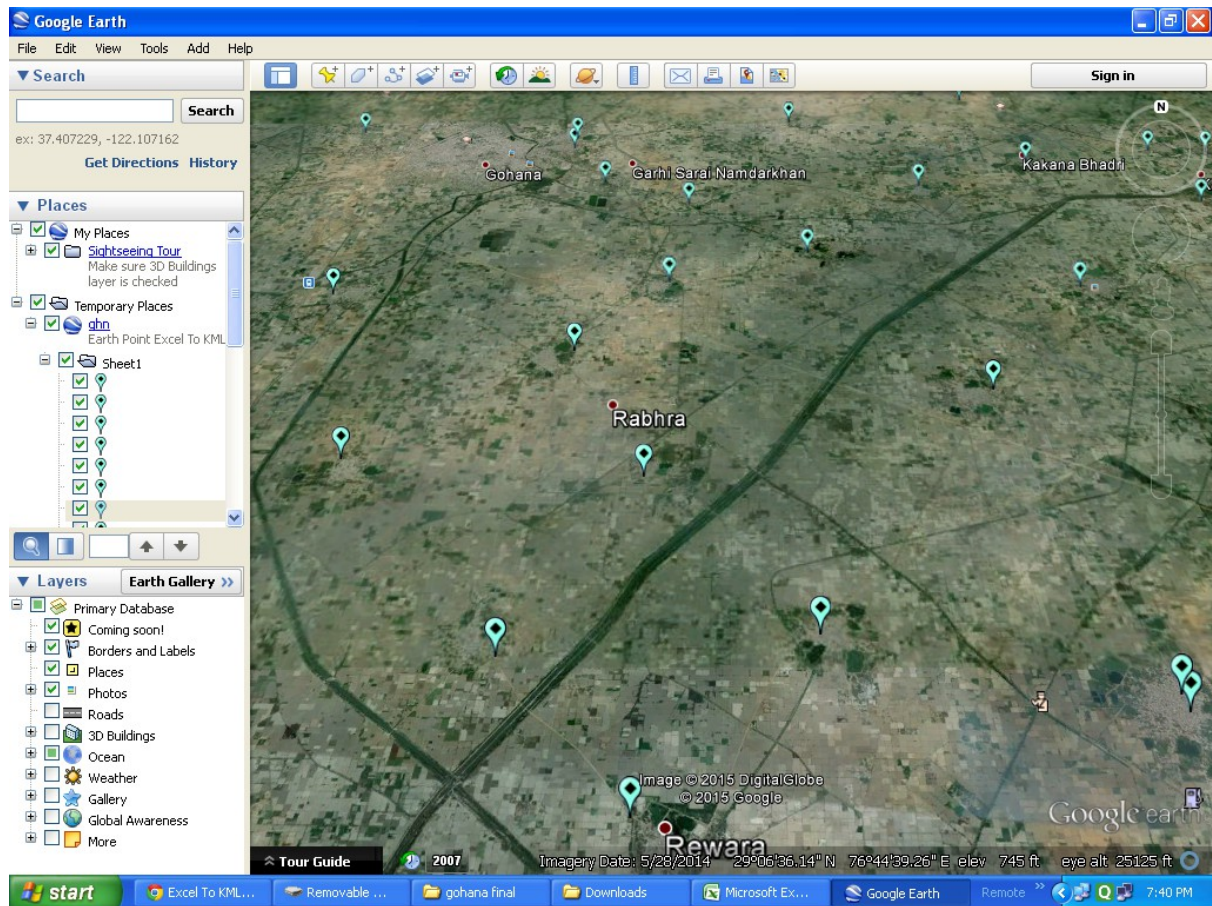 Google Earth
File Edit View Tools Add Help
Search
Sign in
Search
ex: 37.407229, -122.107162
Get Directions History
Places
My Places
Sightseeing Tour
Make sure 3D Buildings
layer is checked
Temporary Places
ghn
Earth Point Excel To KML
Sheet1
Layers
Earth Gallery >>
Primary Database
Coming soon!
Borders and Labels
Places
Photos
Roads
3D Buildings
Ocean
Weather
Gallery
Global Awareness
More
N
Gohana
Garhi Sarai Namdarkhan
Kakana Bhadri
Rabhra
Image © 2015 DigitalGlobe
© 2015 Google
Google earth
Rewara
Tour Guide
2007
Imagery Date: 5/28/2014 29°06'36.14" N 76°44'39.26" E elev 745 ft eye alt 25125 ft
start
Excel To KML...
Removable ...
gohana final
Downloads
Microsoft Ex...
Google Earth
Remote »
7:40 PM